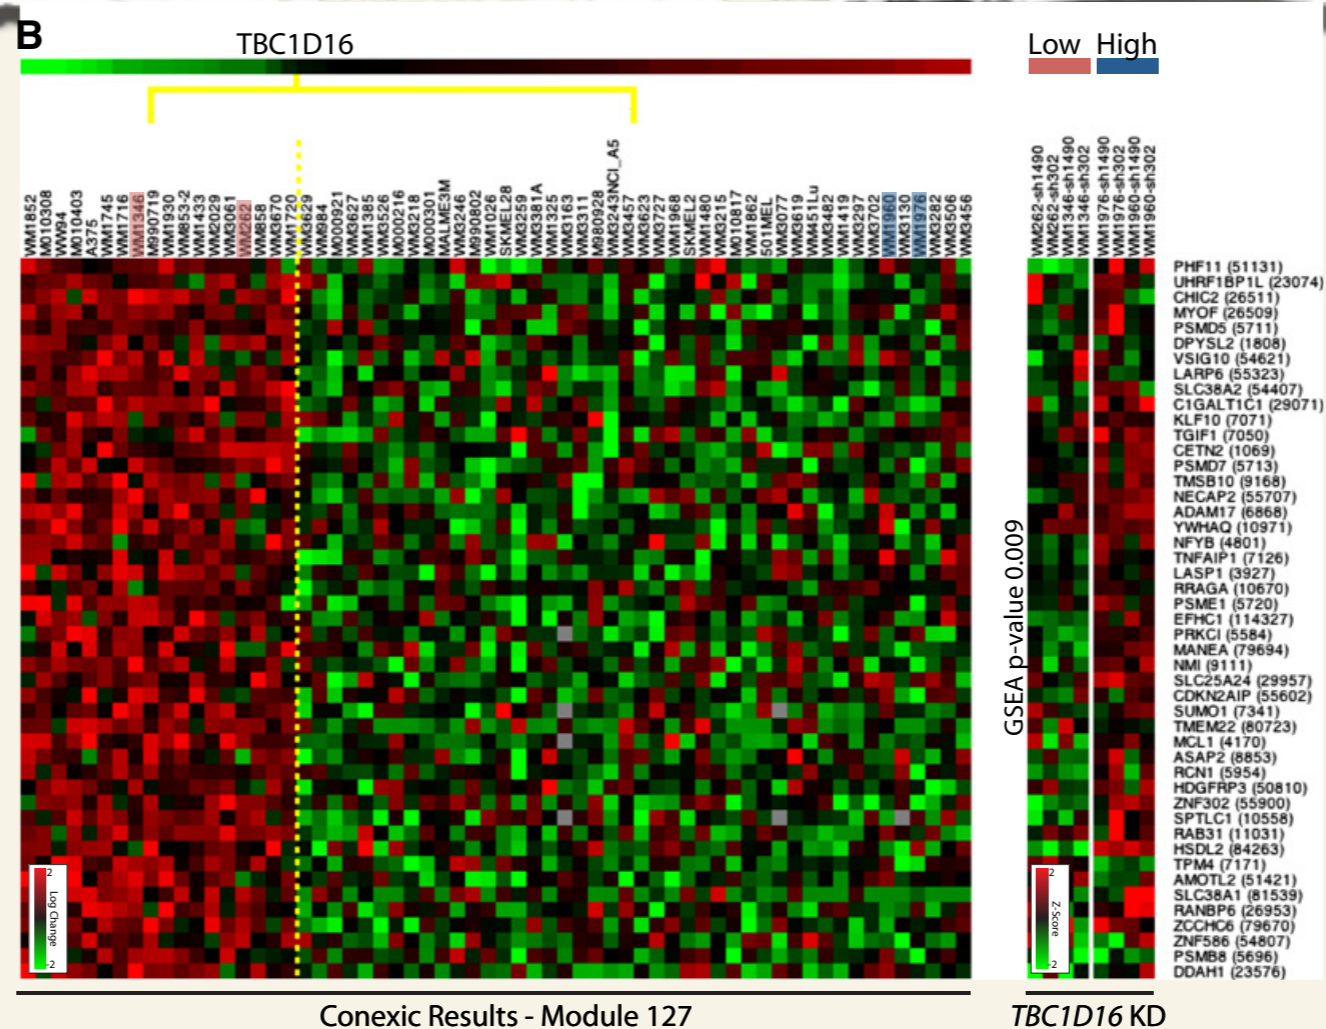 B
TBC1D16
Low High
WM1852
M010308
WW94
M010403
A375
WM1745
WM1716
WM1346
M990719
WM1930
WM853-2
WM1433
WM2029
WM3061
WM262
WM858
WM3670
WM1720
WM3629
WM984
M000921
WM3627
WM1385
WM3526
M000216
WM3218
M000301
MALME3M
WM3246
M990802
WM1026
SKMEL28
WM3259
WM3381A
WM1325
WM3163
WM3311
M980928
WM3243NCI_A5
WM3457
WM3623
WM3727
WM1968
SKMEL2
WM1480
WM3215
M010817
WM1862
501MEL
WM3077
WM3619
WM451Lu
WM3482
WM1419
WM3297
WM3702
WM1960
WM3130
WM1976
WM3282
WM3506
WM3456
WM262-sh1490
WM262-sh302
WM1346-sh1490
WM1346-sh302
WM1976-sh1490
WM1976-sh302
WM1960-sh1490
WM1960-sh302
PHF11 (51131)
UHRF1BP1L (23074)
CHIC2 (26511)
MYOF (26509)
PSMD5 (5711)
DPYSL2 (1808)
VSIG10 (54621)
LARP6 (55323)
SLC38A2 (54407)
C1GALT1C1 (29071)
KLF10 (7071)
TGIF1 (7050)
CETN2 (1069)
PSMD7 (5713)
TMSB10 (9168)
NECAP2 (55707)
ADAM17 (6868)
YWHAQ (10971)
NFYB (4801)
TNFAIP1 (7126)
LASP1 (3927)
RRAGA (10670)
PSME1 (5720)
EFHC1 (114327)
PRKCI (5584)
MANEA (79694)
NMI (9111)
SLC25A24 (29957)
CDKN2AIP (55602)
SUMO1 (7341)
TMEM22 (80723)
MCL1 (4170)
ASAP2 (8853)
RCN1 (5954)
HDGFRP3 (50810)
ZNF302 (55900)
SPTLC1 (10558)
RAB31 (11031)
HSDL2 (84263)
TPM4 (7171)
AMOTL2 (51421)
SLC38A1 (81539)
RANBP6 (26953)
ZCCHC6 (79670)
ZNF586 (54807)
PSMB8 (5696)
DDAH1 (23576)
GSEA p-value 0.009
2
Log Change
-2
2
Z-Score
-2
Conexic Results - Module 127
TBC1D16 KD